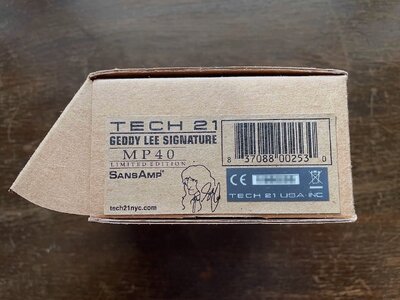 TECH 21
GEDDY LEE SIGNATURE
MP40
LIMITED EDITION
SANSAMP®
tech21nyc.com
8 37088 00253 0
CE
TECH 21 USA, INC